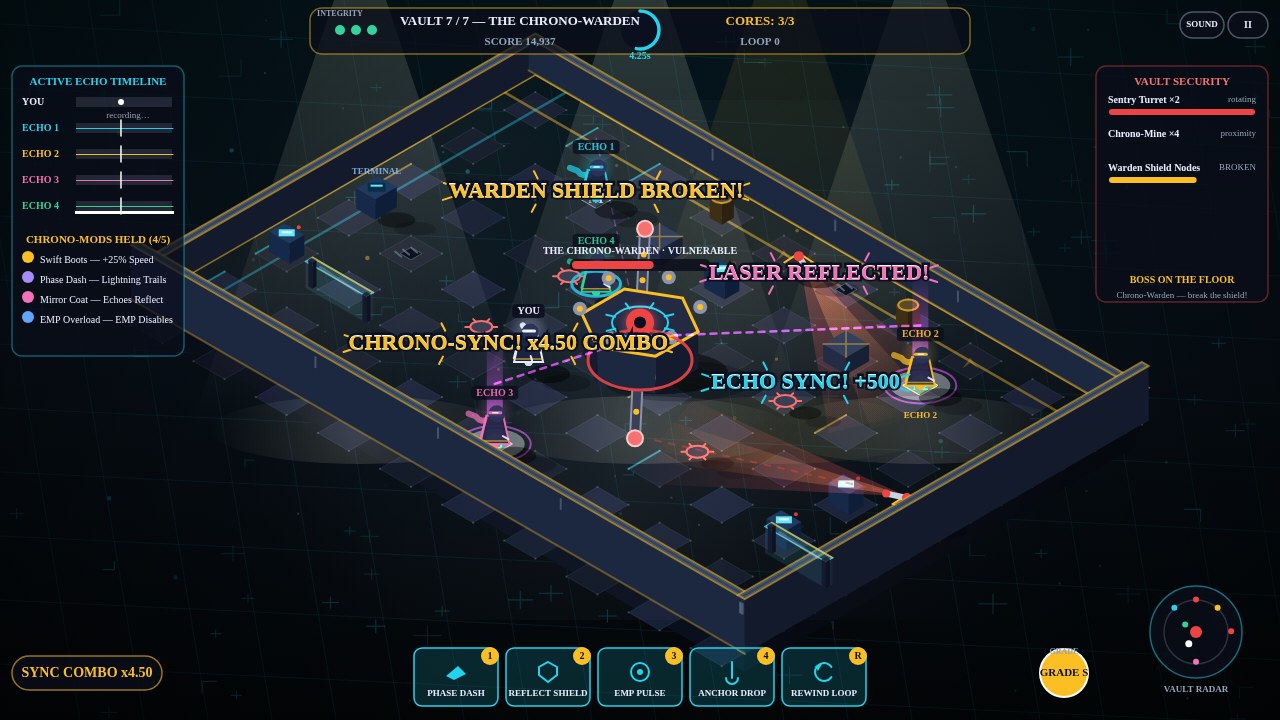 INTEGRITY
VAULT 7 / 7 — THE CHRONO-WARDEN
SCORE 14,937
4.25s
CORES: 3/3
LOOP 0
SOUND
II
ACTIVE ECHO TIMELINE
YOU
recording…
ECHO 1
ECHO 2
ECHO 3
ECHO 4
CHRONO-MODS HELD (4/5)
Swift Boots — +25% Speed
Phase Dash — Lightning Trails
Mirror Coat — Echoes Reflect
EMP Overload — EMP Disables
VAULT SECURITY
Sentry Turret ×2
rotating
Chrono-Mine ×4
proximity
Warden Shield Nodes
BROKEN
BOSS ON THE FLOOR
Chrono-Warden — break the shield!
TERMINAL
ECHO 1
WARDEN SHIELD BROKEN!
ECHO 4
THE CHRONO-WARDEN · VULNERABLE
LASER REFLECTED!
YOU
CHRONO-SYNC! x4.50 COMBO
ECHO 2
ECHO SYNC! +500
ECHO 3
ECHO 2
SYNC COMBO x4.50
1
PHASE DASH
2
REFLECT SHIELD
3
EMP PULSE
4
ANCHOR DROP
R
REWIND LOOP
GRADE S
VAULT RADAR